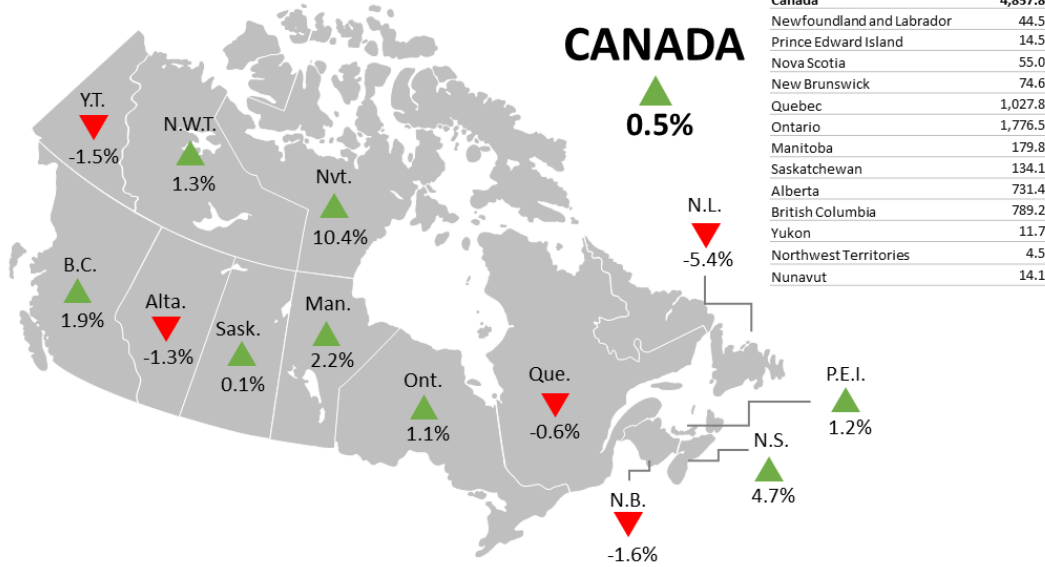 Canada 4,857.8
Newfoundland and Labrador 44.5
Prince Edward Island 14.5
Nova Scotia 55.0
New Brunswick 74.6
Quebec 1,027.8
Ontario 1,776.5
Manitoba 179.8
Saskatchewan 134.1
Alberta 731.4
British Columbia 789.2
Yukon 11.7
Northwest Territories 4.5
Nunavut 14.1
CANADA
0.5%
Y.T.
-1.5%
N.W.T.
1.3%
Nvt.
10.4%
N.L.
-5.4%
B.C.
1.9%
Alta.
-1.3%
Sask.
0.1%
Man.
2.2%
Ont.
1.1%
Que.
-0.6%
P.E.I.
1.2%
N.S.
4.7%
N.B.
-1.6%